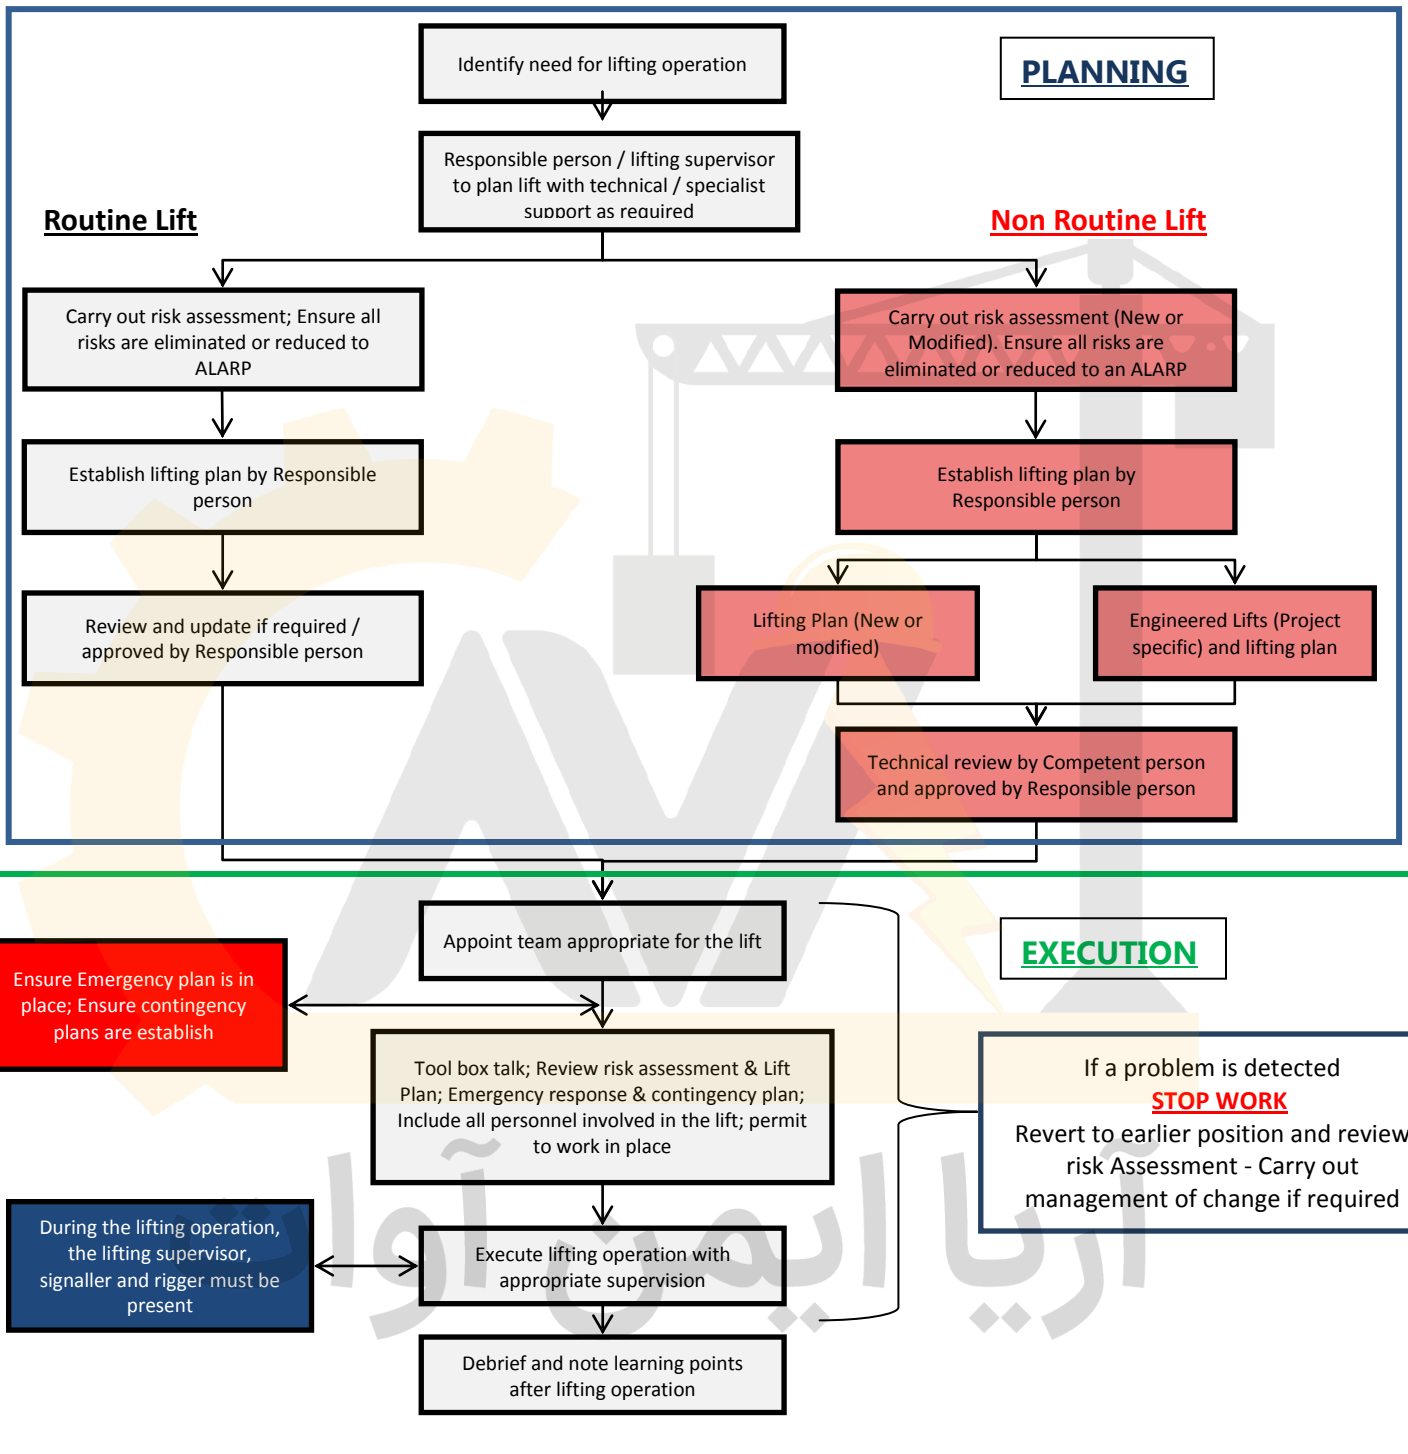 Identify need for lifting operation
PLANNING
Responsible person / lifting supervisor
to plan lift with technical / specialist
support as required
Routine Lift
Non Routine Lift
Carry out risk assessment; Ensure all
risks are eliminated or reduced to
ALARP
Carry out risk assessment (New or
Modified). Ensure all risks are
eliminated or reduced to an ALARP
Establish lifting plan by Responsible
person
Establish lifting plan by
Responsible person
Review and update if required /
approved by Responsible person
Lifting Plan (New or
modified)
Engineered Lifts (Project
specific) and lifting plan
Technical review by Competent person
and approved by Responsible person
Appoint team appropriate for the lift
EXECUTION
Ensure Emergency plan is in
place; Ensure contingency
plans are establish
Tool box talk; Review risk assessment & Lift
Plan; Emergency response & contingency plan;
Include all personnel involved in the lift; permit
to work in place
If a problem is detected
STOP WORK
Revert to earlier position and review
risk Assessment - Carry out
management of change if required
During the lifting operation,
the lifting supervisor,
signaller and rigger must be
present
Execute lifting operation with
appropriate supervision
Debrief and note learning points
after lifting operation
آریا ایمن آوات